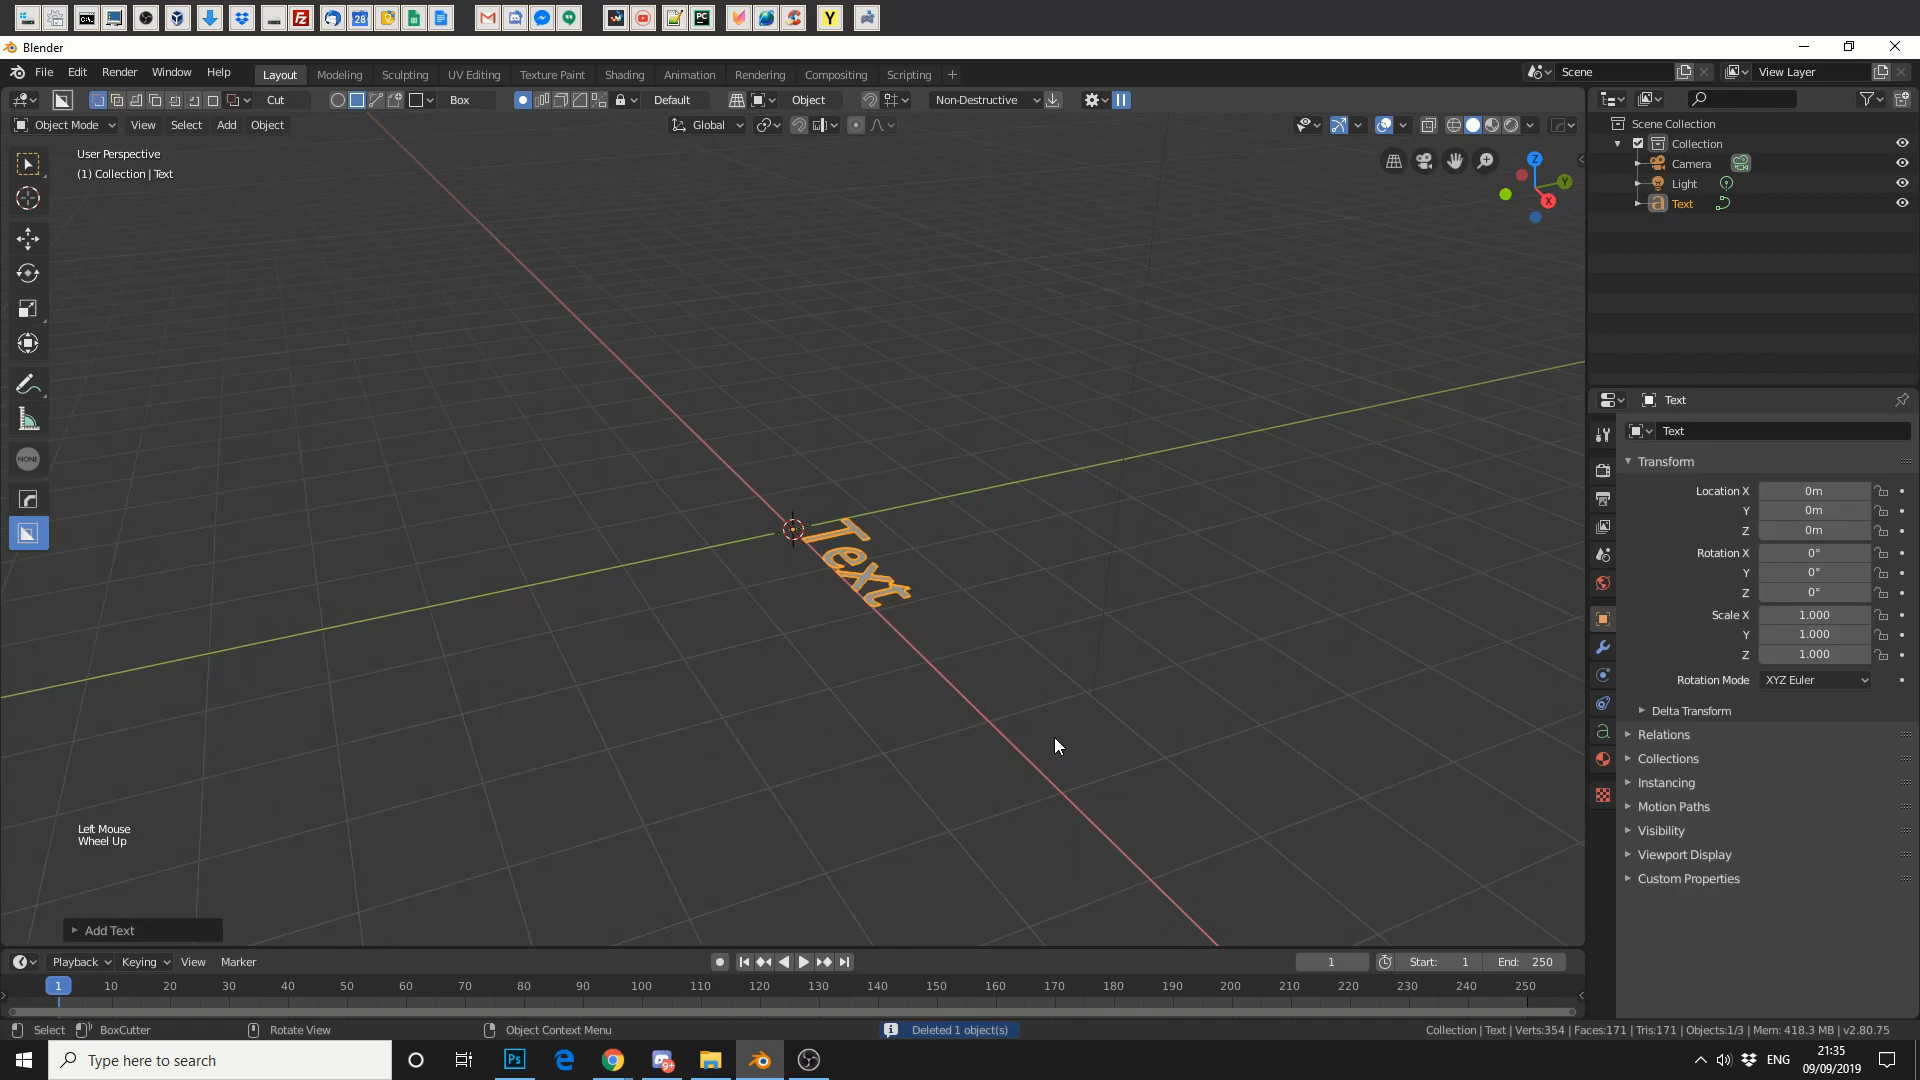 Blender
File Edit Render Window Help
Layout Modeling Sculpting UV Editing Texture Paint Shading Animation Rendering Compositing Scripting +
Scene
View Layer
Cut
Box
Default
Object
Non-Destructive
Object Mode View Select Add Object
Global
User Perspective
(1) Collection | Text
Z
Y
X
Scene Collection
Collection
Camera
Light
Text
NONE
Text
Left Mouse
Wheel Up
Add Text
Text
Text
Transform
Location X 0m
Y 0m
Z 0m
Rotation X 0°
Y 0°
Z 0°
Scale X 1.000
Y 1.000
Z 1.000
Rotation Mode XYZ Euler
Delta Transform
Relations
Collections
Instancing
Motion Paths
Visibility
Viewport Display
Custom Properties
Playback Keying View Marker
1 Start: 1 End: 250
1 10 20 30 40 50 60 70 80 90 100 110 120 130 140 150 160 170 180 190 200 210 220 230 240 250
Select BoxCutter Rotate View Object Context Menu Deleted 1 object(s) Collection | Text | Verts:354 | Faces:171 | Tris:171 | Objects:1/3 | Mem: 418.3 MB | v2.80.75
Type here to search
Ps
9+
ENG
21:35
09/09/2019